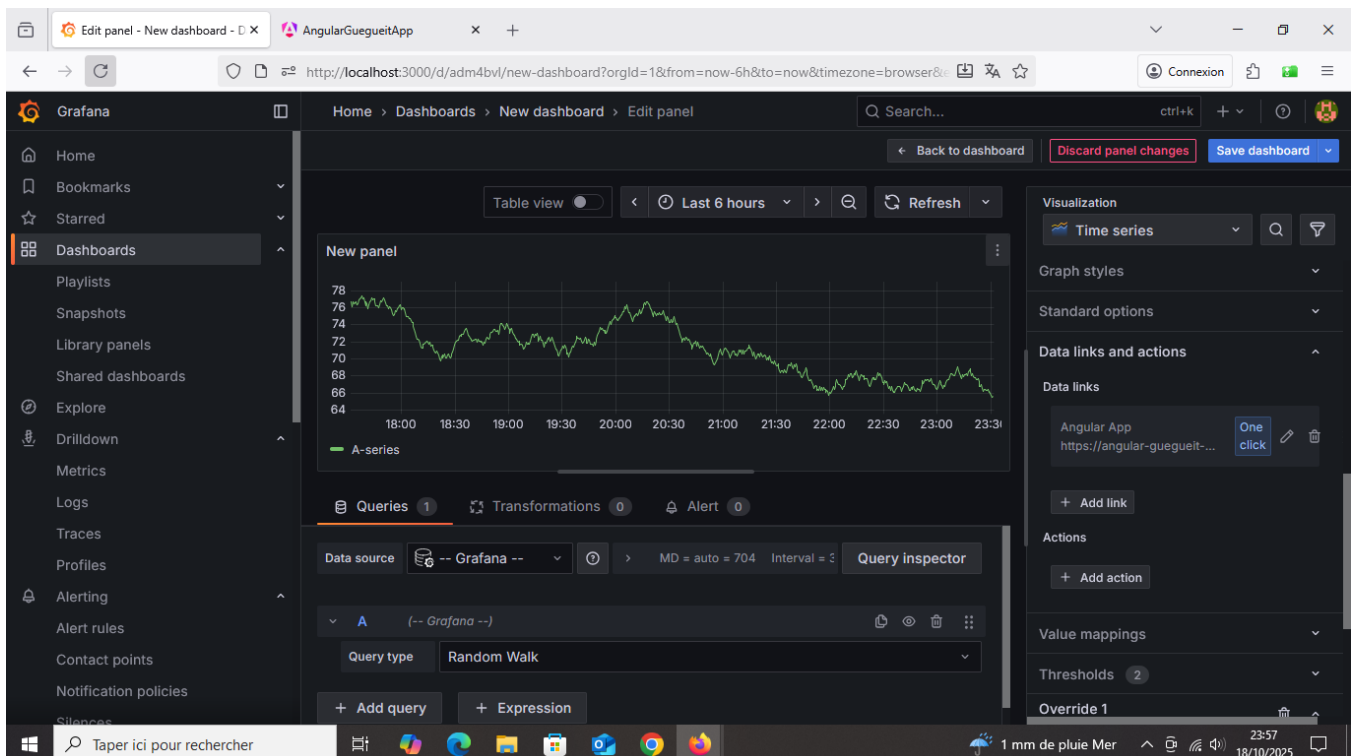 Edit panel - New dashboard - D
AngularGuegueitApp
http://localhost:3000/d/adm4bvl/new-dashboard?orgId=1&from=now-6h&to=now&timezone=browser&
Connexion
Grafana
Home › Dashboards › New dashboard › Edit panel
Search...
ctrl+k
Back to dashboard
Discard panel changes
Save dashboard
Home
Bookmarks
Starred
Dashboards
Playlists
Snapshots
Library panels
Shared dashboards
Explore
Drilldown
Metrics
Logs
Traces
Profiles
Alerting
Alert rules
Contact points
Notification policies
Silences
Table view
Last 6 hours
Refresh
New panel
78
76
74
72
70
68
66
64
18:00 18:30 19:00 19:30 20:00 20:30 21:00 21:30 22:00 22:30 23:00 23:3
A-series
Queries 1
Transformations 0
Alert 0
Data source
-- Grafana --
MD = auto = 704 Interval = 3
Query inspector
A (-- Grafana --)
Query type
Random Walk
+ Add query
+ Expression
Visualization
Time series
Graph styles
Standard options
Data links and actions
Data links
Angular App
https://angular-guegueit-...
One click
+ Add link
Actions
+ Add action
Value mappings
Thresholds 2
Override 1
Taper ici pour rechercher
1 mm de pluie Mer
23:57
18/10/2025